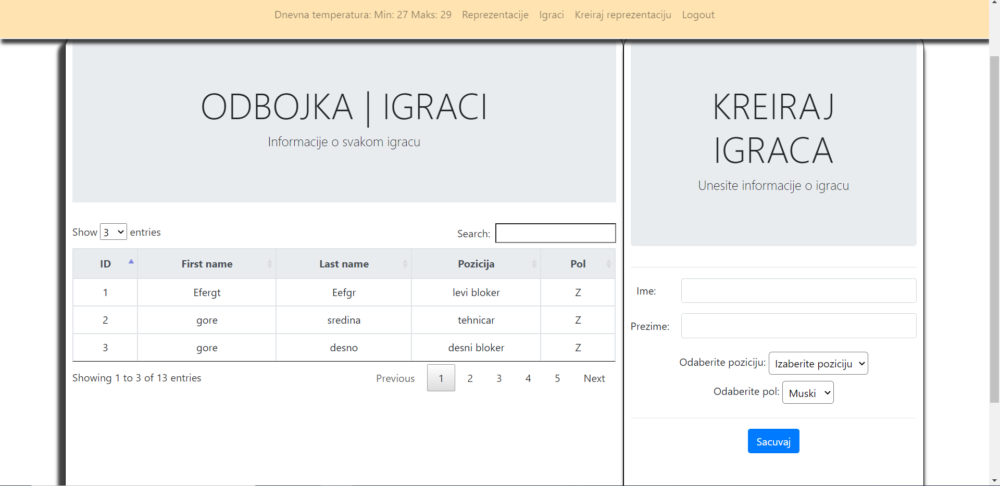 Dnevna temperatura: Min: 27 Maks: 29 Reprezentacije Igraci Kreiraj reprezentaciju Logout
ODBOJKA | IGRACI
Informacije o svakom igracu
Show 3 entries
Search:
ID First name Last name Pozicija Pol
1 Efergt Eefgr levi bloker Z
2 gore sredina tehnicar Z
3 gore desno desni bloker Z
Showing 1 to 3 of 13 entries
Previous 1 2 3 4 5 Next
KREIRAJ
IGRACA
Unesite informacije o igracu
Ime:
Prezime:
Odaberite poziciju: Izaberite poziciju
Odaberite pol: Muski
Sacuvaj